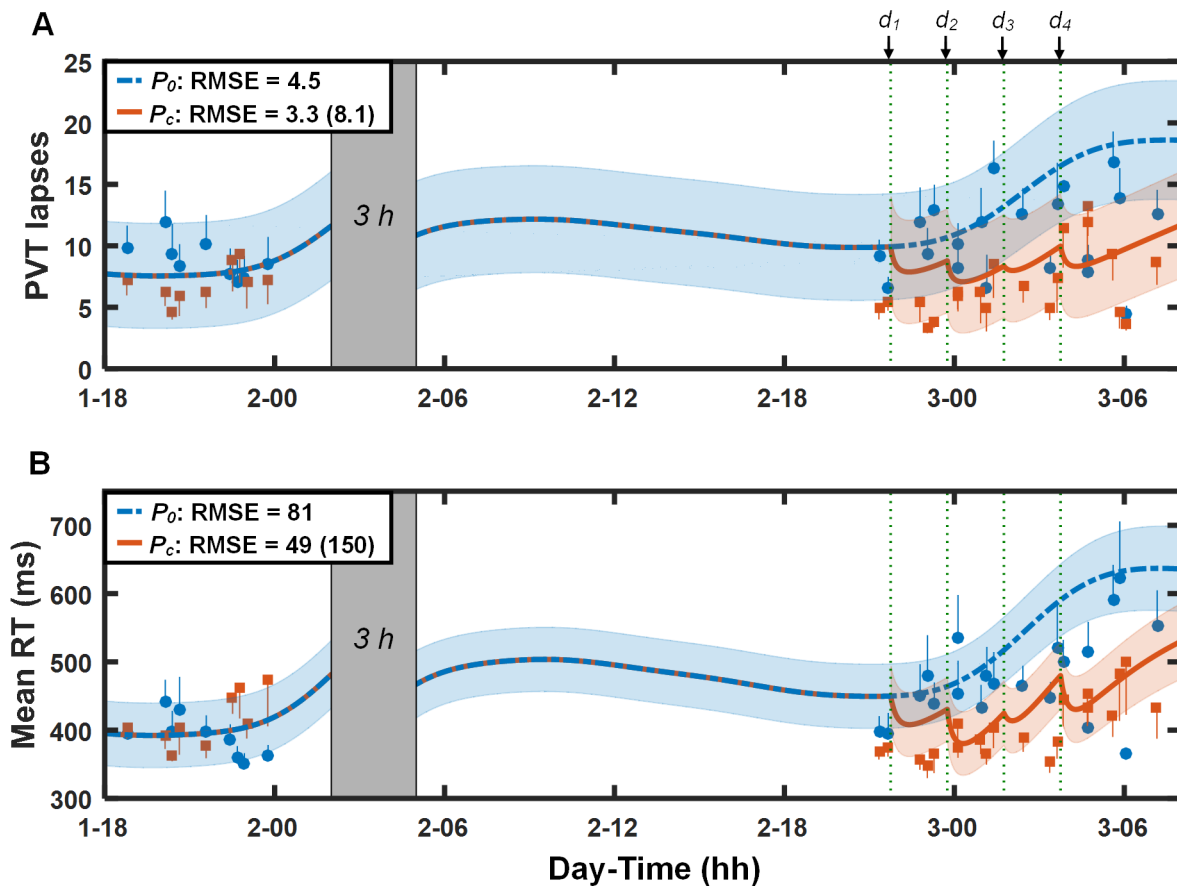 A
d1 d2 d3 d4
P0: RMSE = 4.5
Pc: RMSE = 3.3 (8.1)
PVT lapses
25
20
15
10
5
0
3 h
1-18 2-00 2-06 2-12 2-18 3-00 3-06
B
P0: RMSE = 81
Pc: RMSE = 49 (150)
Mean RT (ms)
700
600
500
400
300
3 h
1-18 2-00 2-06 2-12 2-18 3-00 3-06
Day-Time (hh)